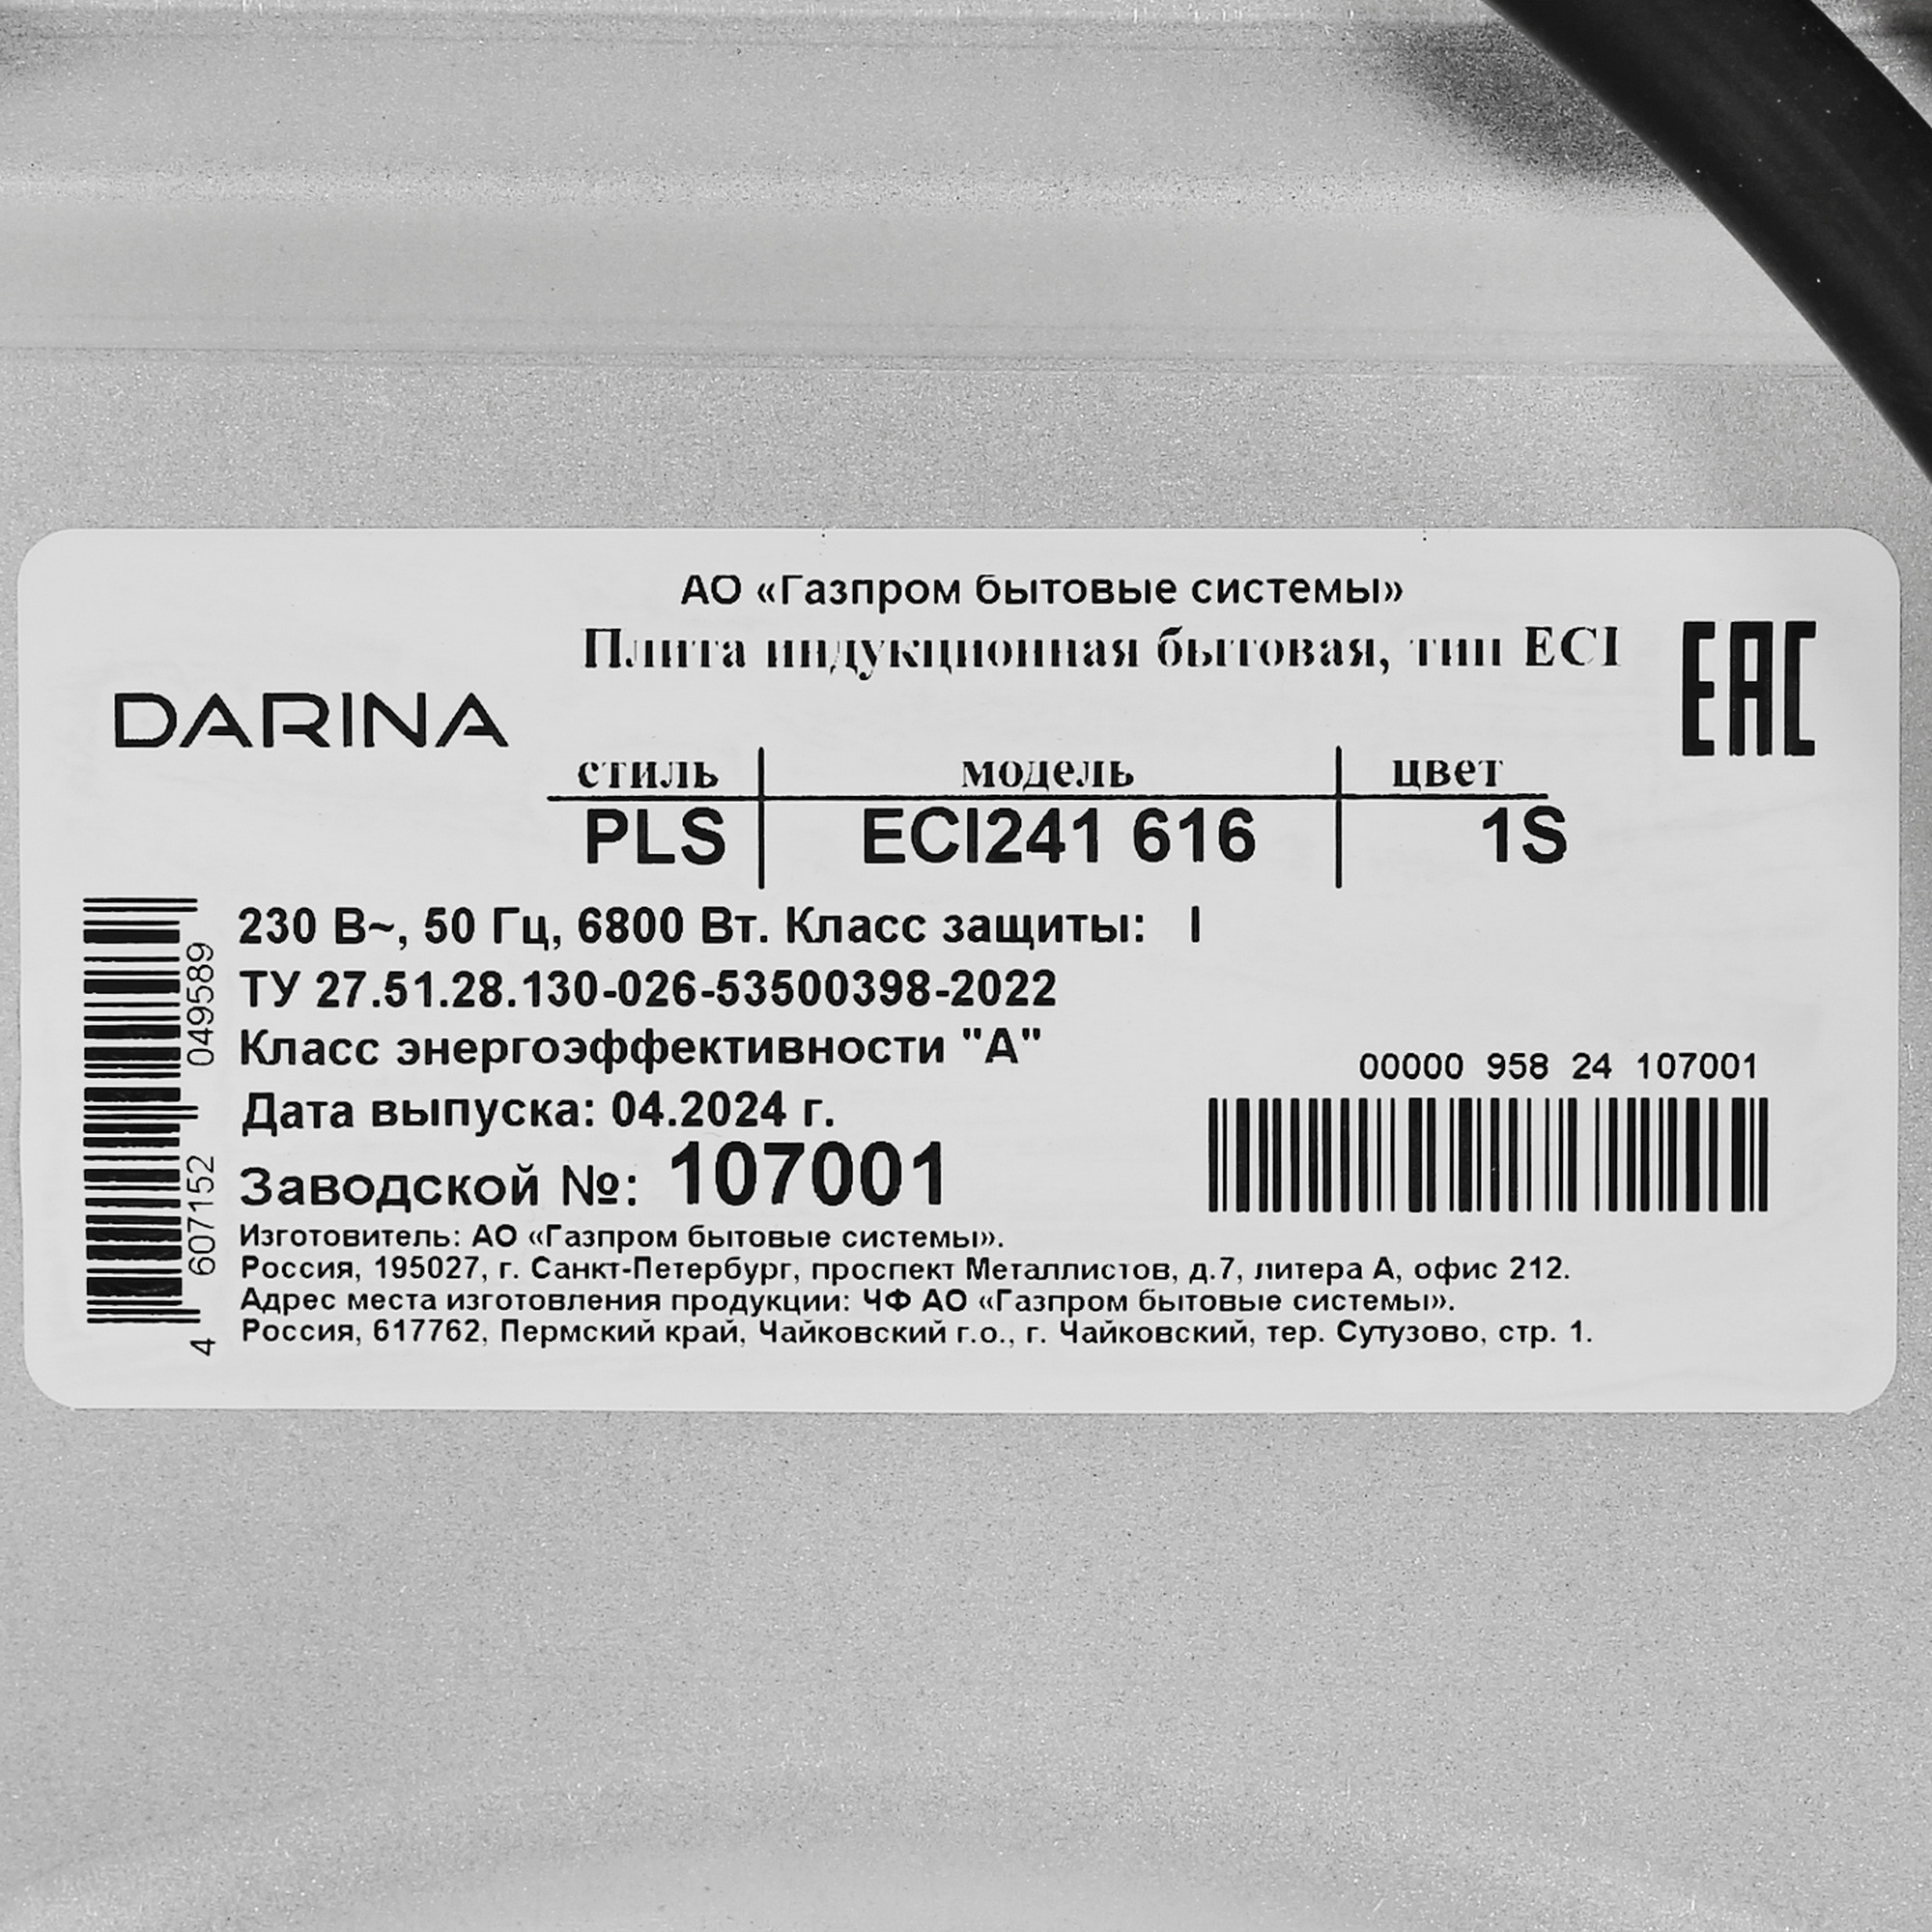 АО «Газпром бытовые системы»
Плита индукционная бытовая, тип ECI
EAC
DARINA
стиль модель цвет
PLS ECI241 616 1S
230 В~, 50 Гц, 6800 Вт. Класс защиты: I
ТУ 27.51.28.130-026-53500398-2022
Класс энергоэффективности "А"
Дата выпуска: 04.2024 г.
Заводской №: 107001
00000 958 24 107001
Изготовитель: АО «Газпром бытовые системы».
Россия, 195027, г. Санкт-Петербург, проспект Металлистов, д.7, литера А, офис 212.
Адрес места изготовления продукции: ЧФ АО «Газпром бытовые системы».
Россия, 617762, Пермский край, Чайковский г.о., г. Чайковский, тер. Сутузово, стр. 1.
4 607152 049589